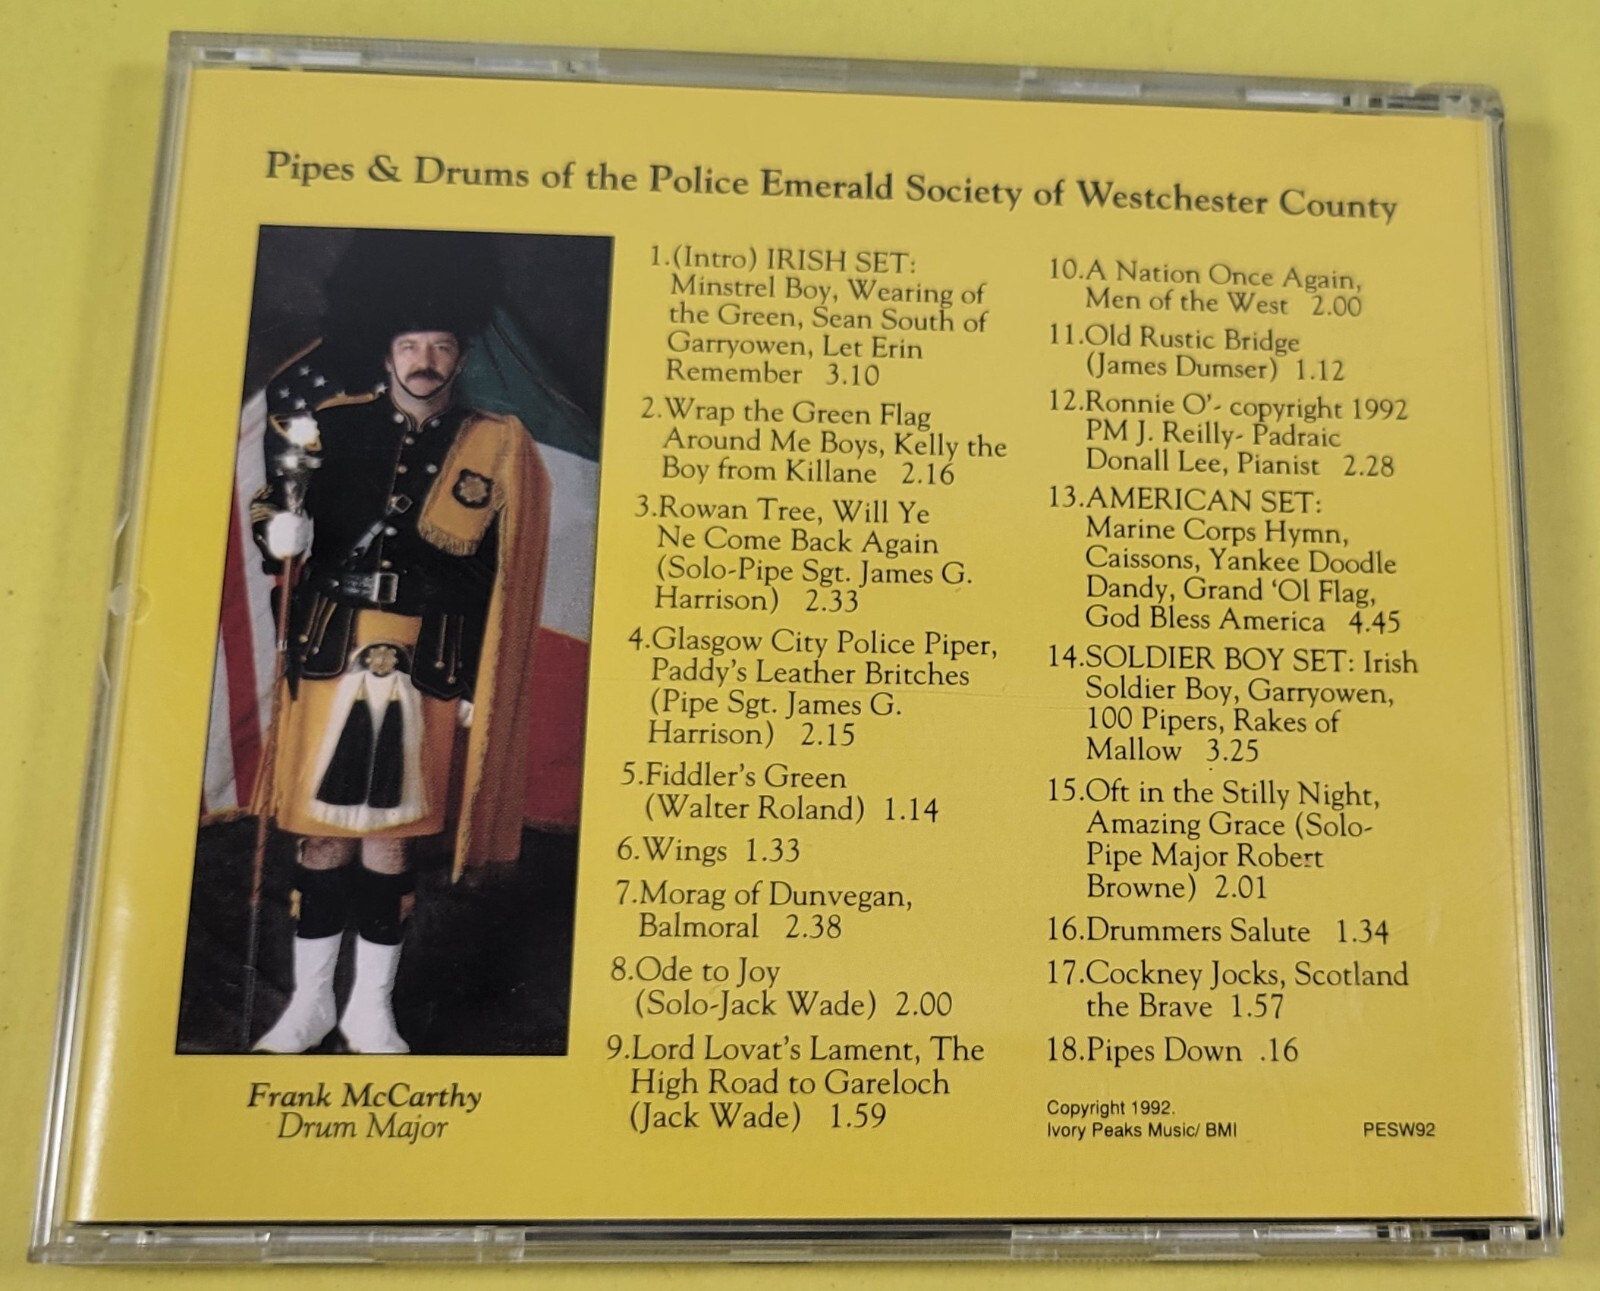 Pipes & Drums of the Police Emerald Society of Westchester County
1.(Intro) IRISH SET:
Minstrel Boy, Wearing of
the Green, Sean South of
Garryowen, Let Erin
Remember 3.10
2.Wrap the Green Flag
Around Me Boys, Kelly the
Boy from Killane 2.16
3.Rowan Tree, Will Ye
Ne Come Back Again
(Solo-Pipe Sgt. James G.
Harrison) 2.33
4.Glasgow City Police Piper,
Paddy's Leather Britches
(Pipe Sgt. James G.
Harrison) 2.15
5.Fiddler's Green
(Walter Roland) 1.14
6.Wings 1.33
7.Morag of Dunvegan,
Balmoral 2.38
8.Ode to Joy
(Solo-Jack Wade) 2.00
9.Lord Lovat's Lament, The
High Road to Gareloch
(Jack Wade) 1.59
10.A Nation Once Again,
Men of the West 2.00
11.Old Rustic Bridge
(James Dumser) 1.12
12.Ronnie O'- copyright 1992
PM J. Reilly- Padraic
Donall Lee, Pianist 2.28
13.AMERICAN SET:
Marine Corps Hymn,
Caissons, Yankee Doodle
Dandy, Grand 'Ol Flag,
God Bless America 4.45
14.SOLDIER BOY SET: Irish
Soldier Boy, Garryowen,
100 Pipers, Rakes of
Mallow 3.25
15.Oft in the Stilly Night,
Amazing Grace (Solo-
Pipe Major Robert
Browne) 2.01
16.Drummers Salute 1.34
17.Cockney Jocks, Scotland
the Brave 1.57
18.Pipes Down .16
Frank McCarthy
Drum Major
Copyright 1992.
Ivory Peaks Music/ BMI PESW92